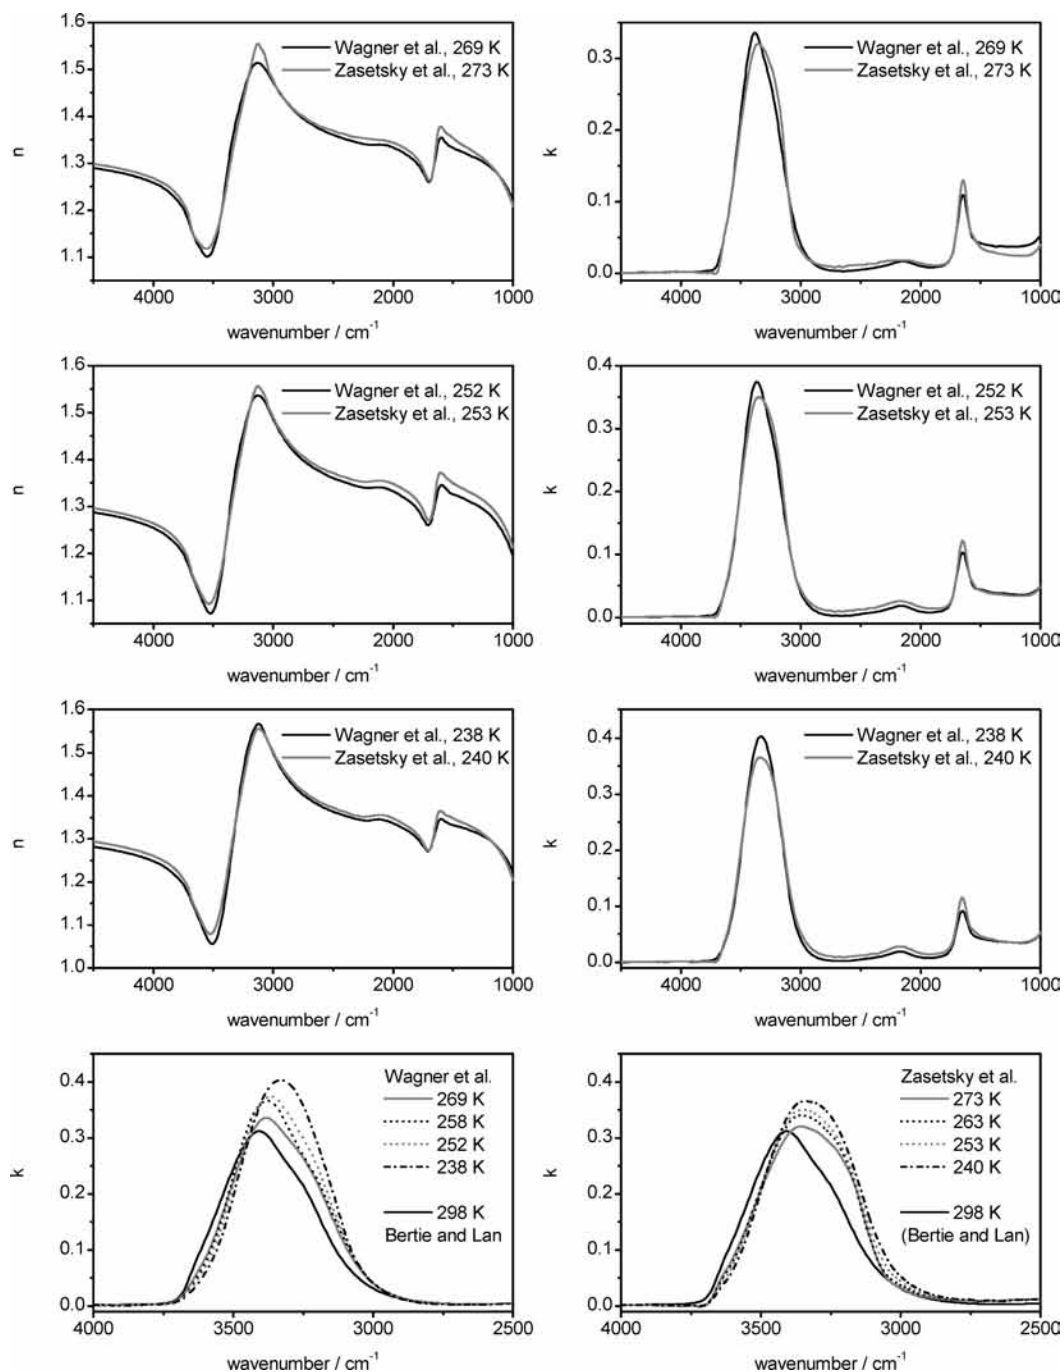 1.6
1.5
1.4
1.3
1.2
1.1
n
4000 3000 2000 1000
wavenumber / cm-1
Wagner et al., 269 K
Zasetsky et al., 273 K
0.3
0.2
0.1
0.0
k
4000 3000 2000 1000
wavenumber / cm-1
Wagner et al., 269 K
Zasetsky et al., 273 K
1.6
1.5
1.4
1.3
1.2
1.1
n
4000 3000 2000 1000
wavenumber / cm-1
Wagner et al., 252 K
Zasetsky et al., 253 K
0.4
0.3
0.2
0.1
0.0
k
4000 3000 2000 1000
wavenumber / cm-1
Wagner et al., 252 K
Zasetsky et al., 253 K
1.6
1.5
1.4
1.3
1.2
1.1
1.0
n
4000 3000 2000 1000
wavenumber / cm-1
Wagner et al., 238 K
Zasetsky et al., 240 K
0.4
0.3
0.2
0.1
0.0
k
4000 3000 2000 1000
wavenumber / cm-1
Wagner et al., 238 K
Zasetsky et al., 240 K
0.4
0.3
0.2
0.1
0.0
k
4000 3500 3000 2500
wavenumber / cm-1
Wagner et al.
269 K
258 K
252 K
238 K
298 K
Bertie and Lan
0.4
0.3
0.2
0.1
0.0
k
4000 3500 3000 2500
wavenumber / cm-1
Zasetsky et al.
273 K
263 K
253 K
240 K
298 K
(Bertie and Lan)